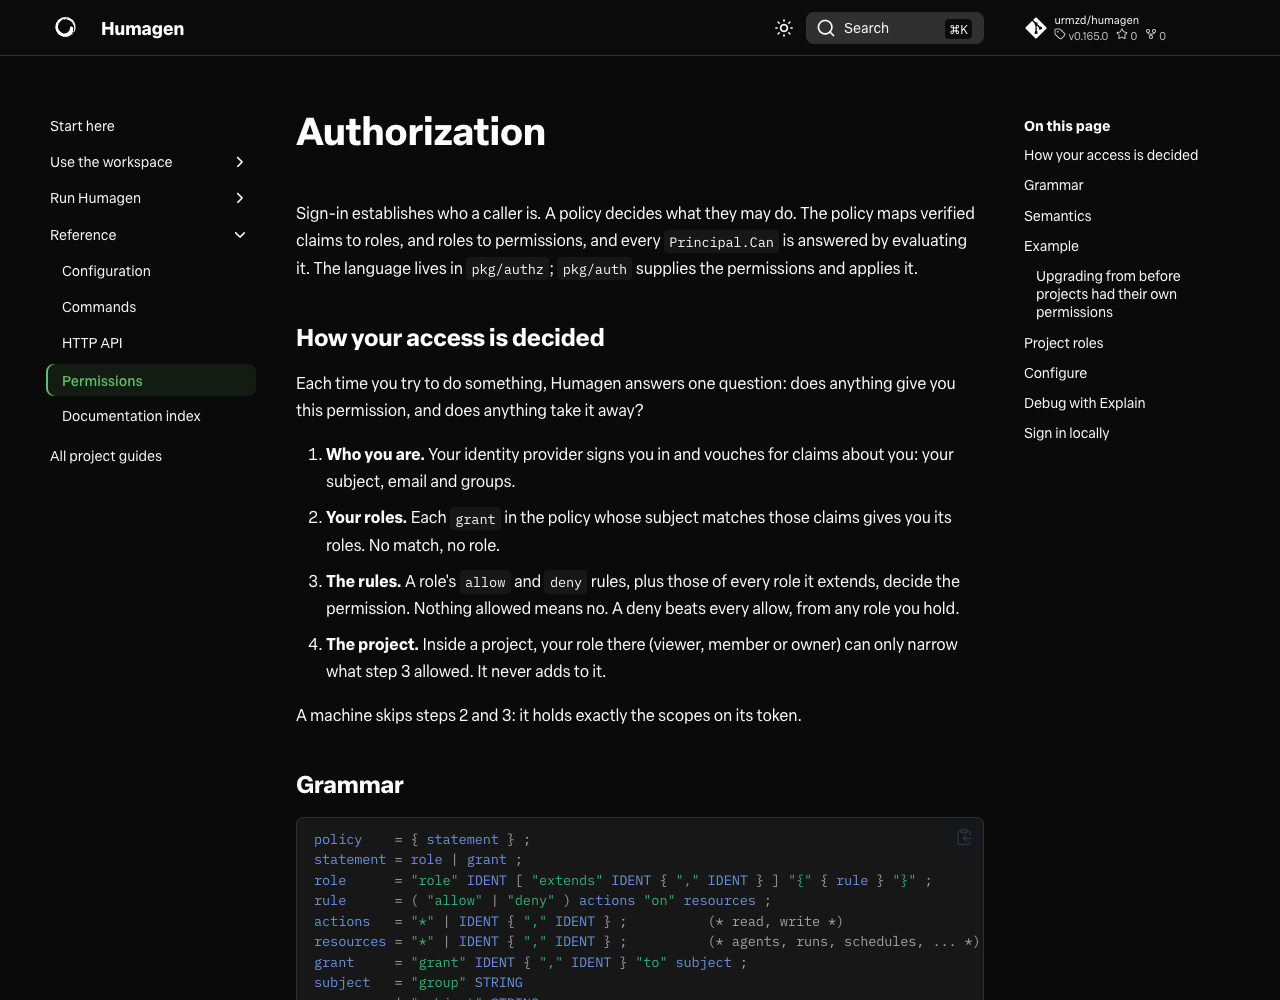 Humagen
Search
⌘K
urmzd/humagen
v0.165.0 0 0
Start here
Use the workspace
Run Humagen
Reference
Configuration
Commands
HTTP API
Permissions
Documentation index
All project guides
Authorization
Sign-in establishes who a caller is. A policy decides what they may do. The policy maps verified
claims to roles, and roles to permissions, and every Principal.Can is answered by evaluating
it. The language lives in pkg/authz; pkg/auth supplies the permissions and applies it.
How your access is decided
Each time you try to do something, Humagen answers one question: does anything give you
this permission, and does anything take it away?
1. Who you are. Your identity provider signs you in and vouches for claims about you: your
subject, email and groups.
2. Your roles. Each grant in the policy whose subject matches those claims gives you its
roles. No match, no role.
3. The rules. A role's allow and deny rules, plus those of every role it extends, decide the
permission. Nothing allowed means no. A deny beats every allow, from any role you hold.
4. The project. Inside a project, your role there (viewer, member or owner) can only narrow
what step 3 allowed. It never adds to it.
A machine skips steps 2 and 3: it holds exactly the scopes on its token.
Grammar
policy    = { statement } ;
statement = role | grant ;
role      = "role" IDENT [ "extends" IDENT { "," IDENT } ] "{" { rule } "}" ;
rule      = ( "allow" | "deny" ) actions "on" resources ;
actions   = "*" | IDENT { "," IDENT } ;          (* read, write *)
resources = "*" | IDENT { "," IDENT } ;          (* agents, runs, schedules, ... *)
grant     = "grant" IDENT { "," IDENT } "to" subject ;
subject   = "group" STRING
On this page
How your access is decided
Grammar
Semantics
Example
Upgrading from before
projects had their own
permissions
Project roles
Configure
Debug with Explain
Sign in locally